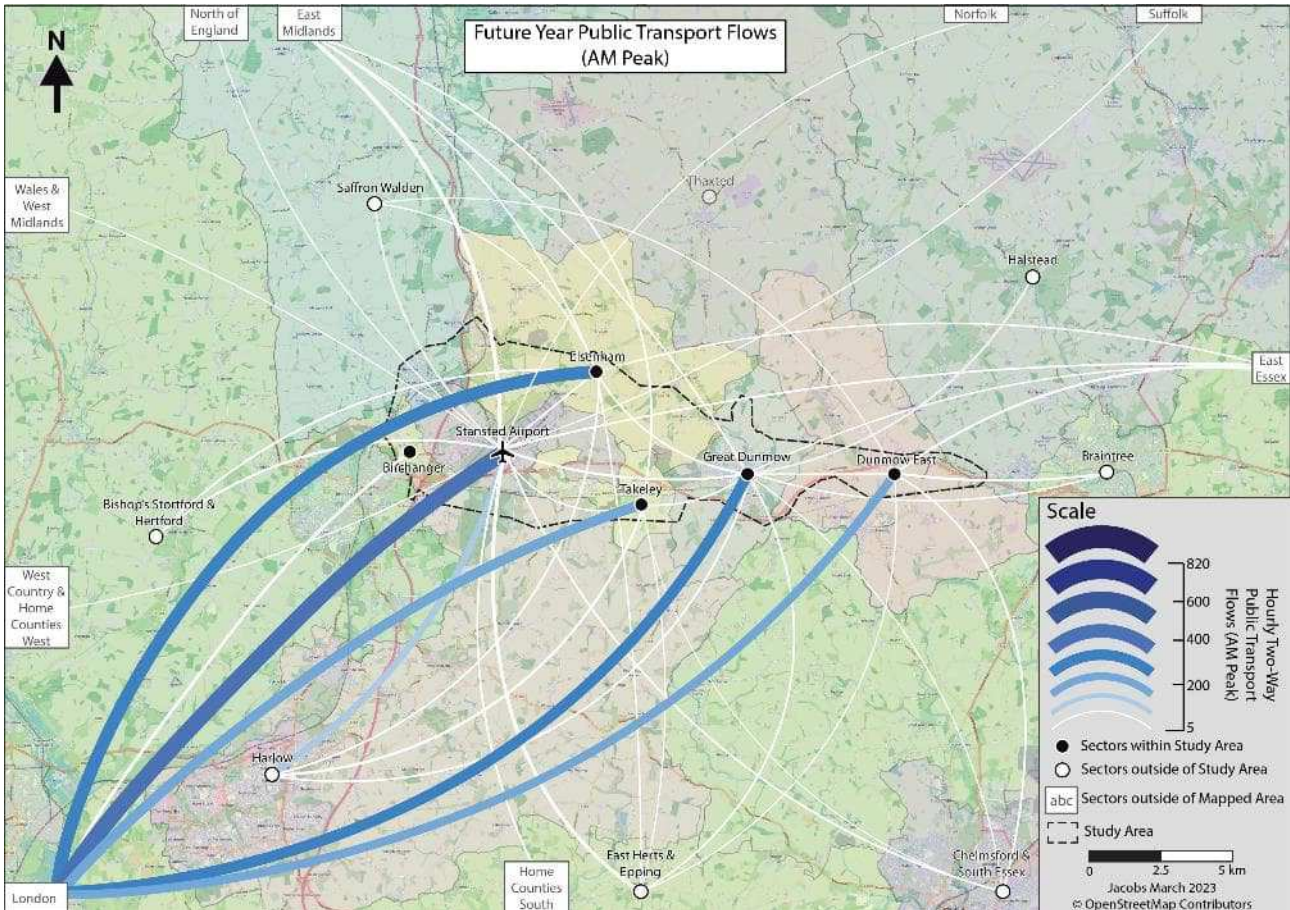 North of
England
East
Midlands
Norfolk
Suffolk
N
Future Year Public Transport Flows
(AM Peak)
Wales &
West
Midlands
Saffron Walden
Thaxted
Halstead
Elsenham
East
Essex
Stansted Airport
Birchanger
Great Dunmow
Dunmow East
Braintree
Takeley
Bishop's Stortford &
Hertford
West
Country &
Home
Counties
West
Harlow
East Herts &
Epping
Home
Counties
South
Chelmsford &
South Essex
London
Scale
820
600
400
200
5
Hourly Two-Way
Public Transport
Flows (AM Peak)
Sectors within Study Area
Sectors outside of Study Area
abc Sectors outside of Mapped Area
Study Area
0 2.5 5 km
Jacobs March 2023
© OpenStreetMap Contributors